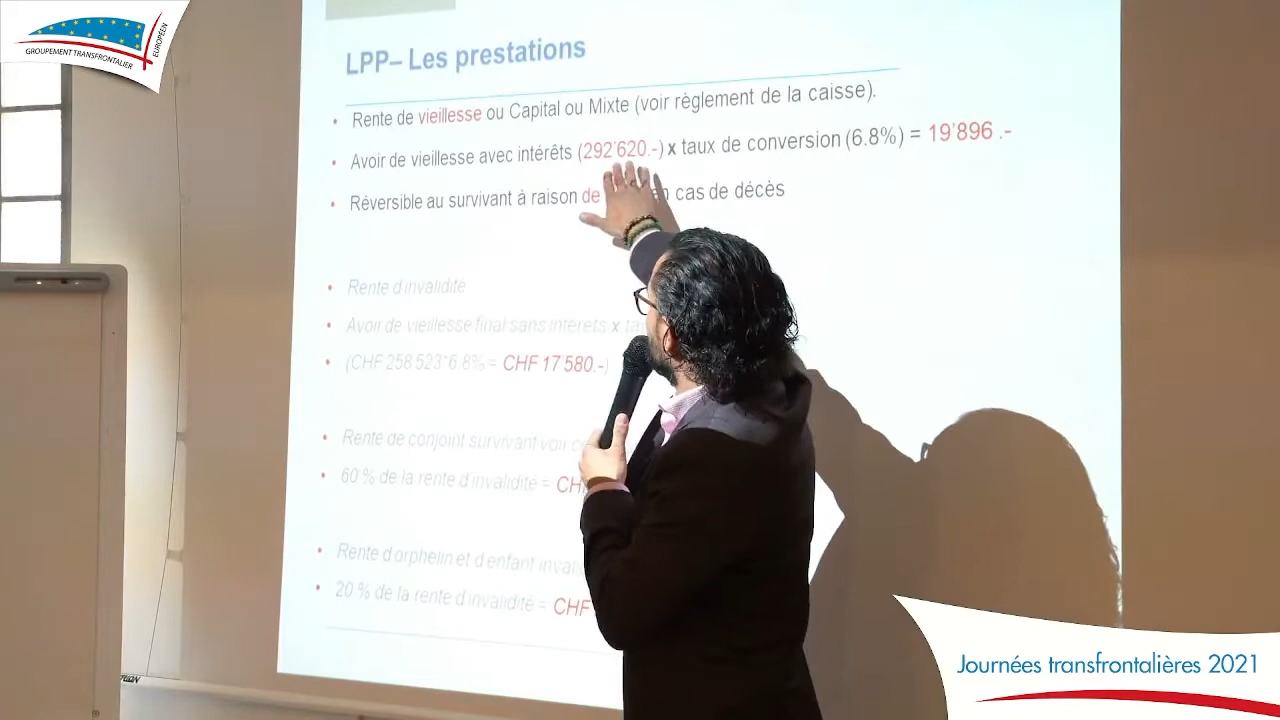 GROUPEMENT TRANSFRONTALIER
EUROPÉEN
LPP– Les prestations
• Rente de vieillesse ou Capital ou Mixte (voir règlement de la caisse).
• Avoir de vieillesse avec intérêts (292'620.-) x taux de conversion (6.8%) = 19'896 .-
• Réversible au survivant à raison de en cas de décès
• Rente d'invalidité
• Avoir de vieillesse final sans intérêts x
• (CHF 258 523*6.8% = CHF 17 580.-)
• Rente de conjoint survivant voir
• 60 % de la rente d'invalidité =
• Rente d'orphelin et d'enfant
• 20 % de la rente d'invalidité = CHF
Journées transfrontalières 2021